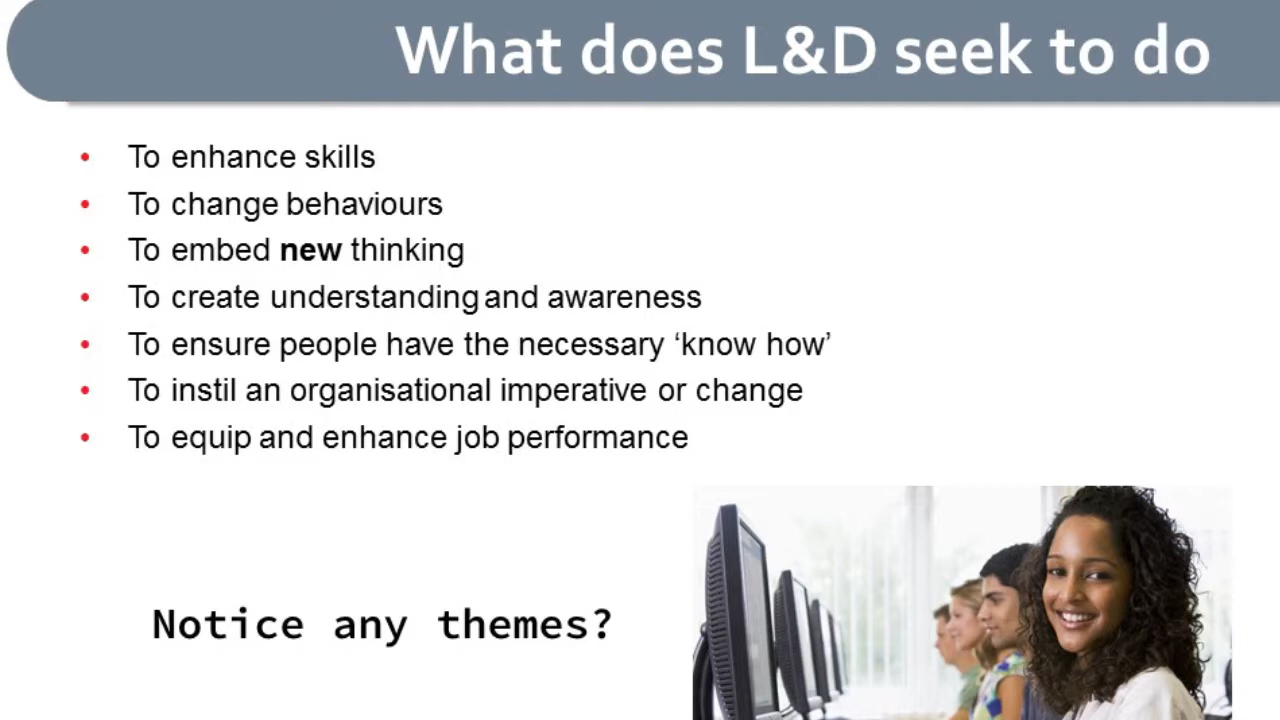 What does L&D seek to do
• To enhance skills
• To change behaviours
• To embed new thinking
• To create understanding and awareness
• To ensure people have the necessary ‘know how’
• To instil an organisational imperative or change
• To equip and enhance job performance
Notice any themes?